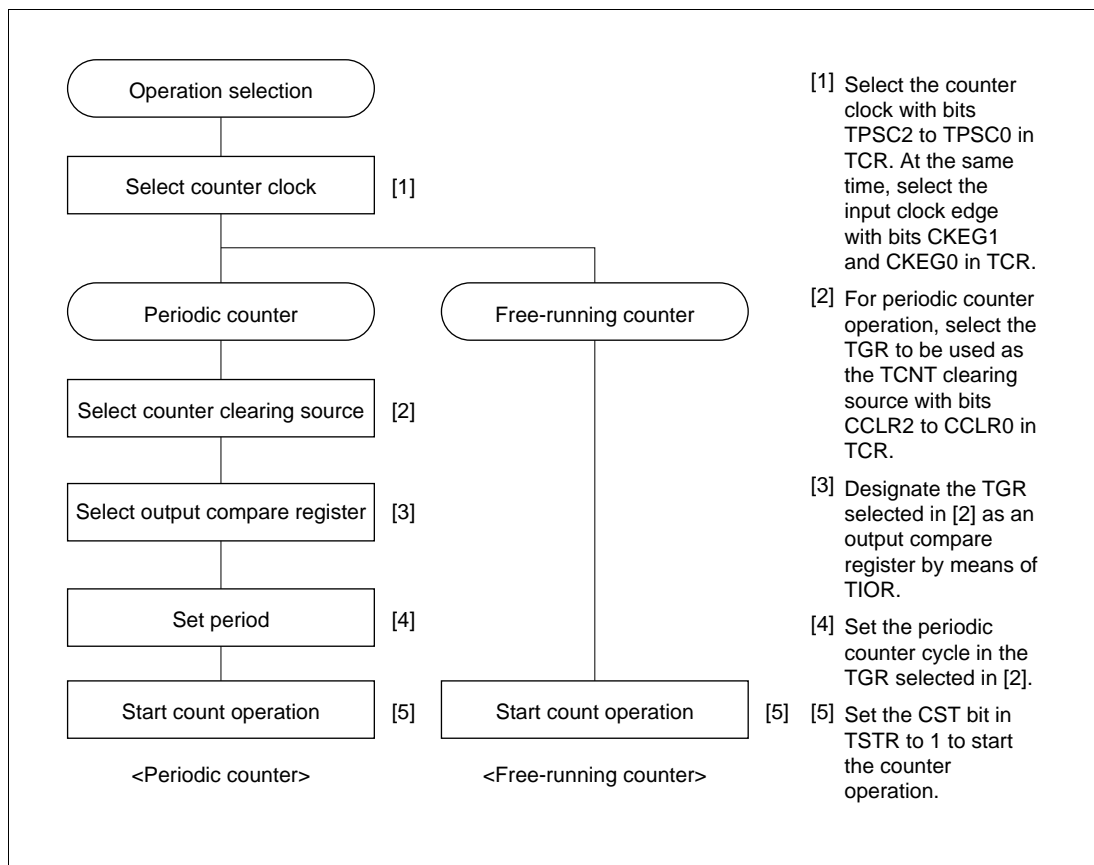 Operation selection
Select counter clock [1]
Periodic counter Free-running counter
Select counter clearing source [2]
Select output compare register [3]
Set period [4]
Start count operation [5] Start count operation [5]
<Periodic counter> <Free-running counter>
[1] Select the counter
clock with bits
TPSC2 to TPSC0 in
TCR. At the same
time, select the
input clock edge
with bits CKEG1
and CKEG0 in TCR.
[2] For periodic counter
operation, select the
TGR to be used as
the TCNT clearing
source with bits
CCLR2 to CCLR0 in
TCR.
[3] Designate the TGR
selected in [2] as an
output compare
register by means of
TIOR.
[4] Set the periodic
counter cycle in the
TGR selected in [2].
[5] Set the CST bit in
TSTR to 1 to start
the counter
operation.